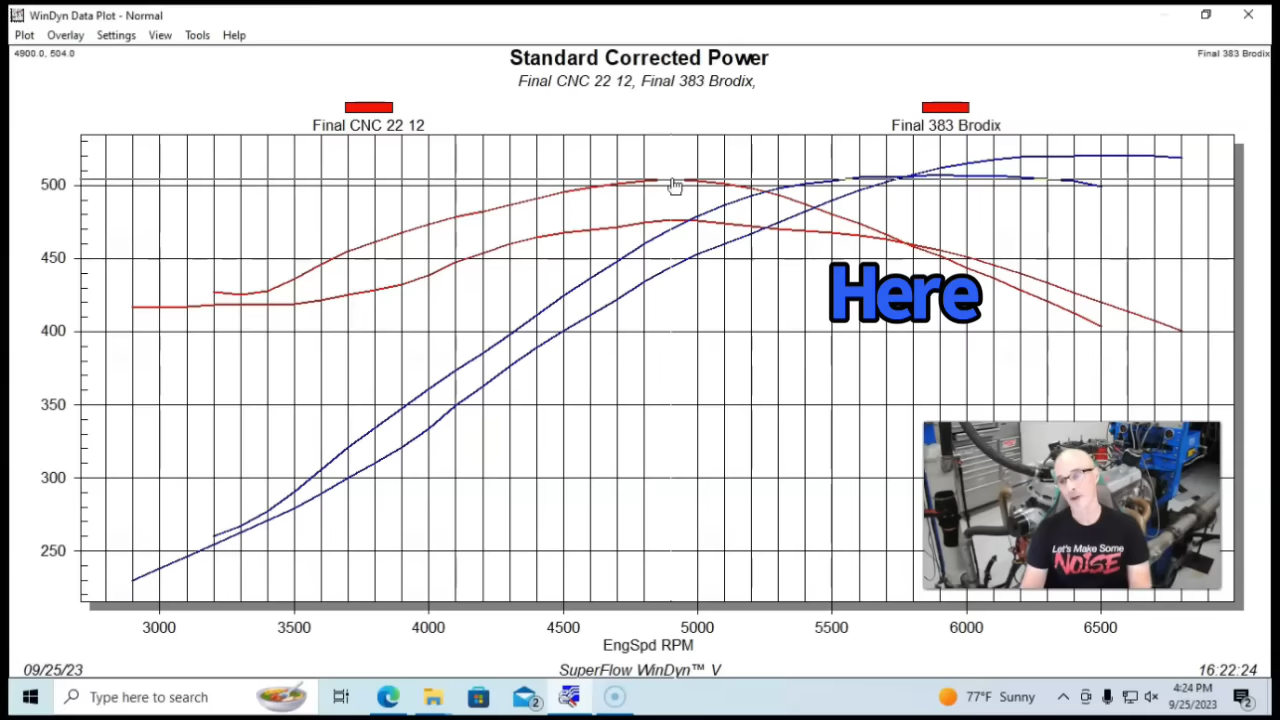 WinDyn Data Plot - Normal
Plot Overlay Settings View Tools Help
4900.0, 504.0
Final 383 Brodix
Standard Corrected Power
Final CNC 22 12, Final 383 Brodix,
Final CNC 22 12
Final 383 Brodix
500
450
400
350
300
250
Here
Let's Make Some
NOISE
3000 3500 4000 4500 5000 5500 6000 6500
EngSpd RPM
09/25/23
SuperFlow WinDyn™ V
16:22:24
Type here to search
2
77°F Sunny
4:24 PM
9/25/2023
2